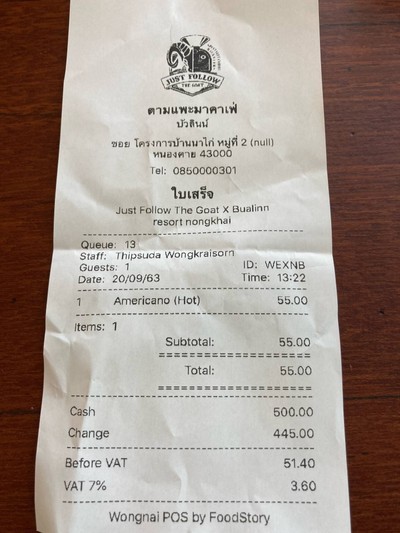 JUST FOLLOW
THE GOAT
ตามแพะมาคาเฟ่
บัวลินน์
ซอย โครงการบ้านนาไก่ หมู่ที่ 2 (null)
หนองคาย 43000
Tel: 0850000301
ใบเสร็จ
Just Follow The Goat X Bualinn
resort nongkhai
Queue: 13
Staff: Thipsuda Wongkraisorn
Guests: 1 ID: WEXNB
Date: 20/09/63 Time: 13:22
1 Americano (Hot) 55.00
Items: 1
Subtotal: 55.00
Total: 55.00
Cash 500.00
Change 445.00
Before VAT 51.40
VAT 7% 3.60
Wongnai POS by FoodStory